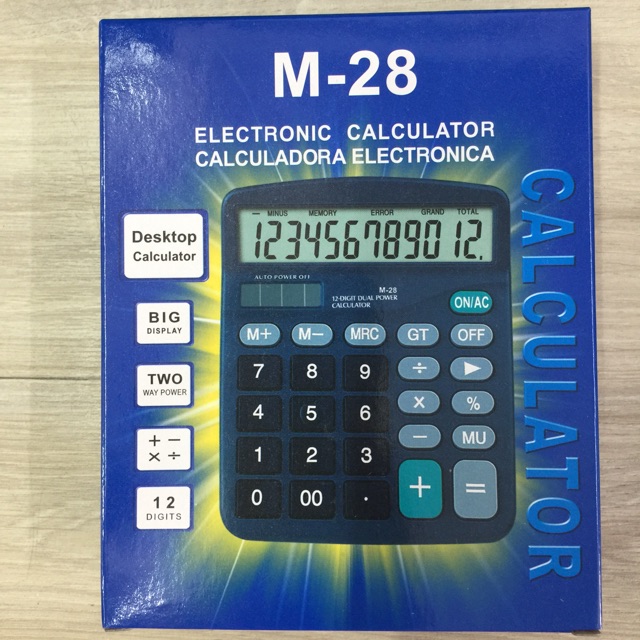 M-28
ELECTRONIC CALCULATOR
CALCULADORA ELECTRONICA
CALCULATOR
Desktop
Calculator
BIG
DISPLAY
TWO
WAY POWER
+ −
× ÷
12
DIGITS
− MINUS MEMORY ERROR GRAND TOTAL
123456789012.
AUTO POWER OFF
M-28
12-DIGIT DUAL POWER
CALCULATOR
ON/AC
M+ M− MRC GT OFF
7 8 9 ÷ ▶
4 5 6 × %
1 2 3 − MU
0 00 · + =